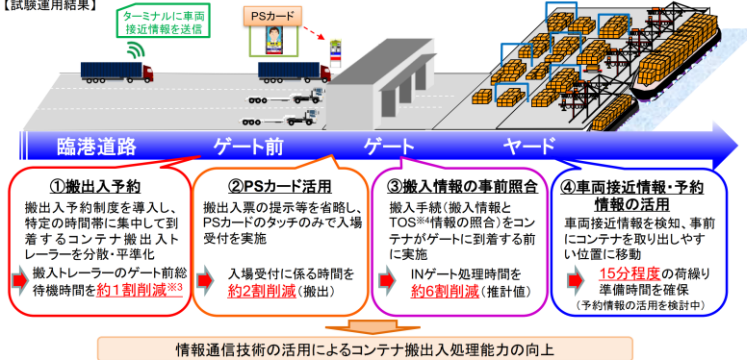 【試験運用結果】
ターミナルに車両
接近情報を送信
PSカード
臨港道路
ゲート前
ゲート
ヤード
①搬出入予約
搬出入予約制度を導入し、
特定の時間帯に集中して到
着するコンテナ搬出入ト
レーラーを分散・平準化
搬入トレーラーのゲート前総
待機時間を約1割削減※3
②PSカード活用
搬出入票の提示等を省略し、
PSカードのタッチのみで入場
受付を実施
入場受付に係る時間を
約2割削減(搬出)
③搬入情報の事前照合
搬入手続(搬入情報と
TOS※4情報の照合)をコン
テナがゲートに到着する前
に実施
INゲート処理時間を
約6割削減(推計値)
④車両接近情報・予約
情報の活用
車両接近情報を検知、事前
にコンテナを取り出しやす
い位置に移動
15分程度の荷繰り
準備時間を確保
(予約情報の活用を検討中)
情報通信技術の活用によるコンテナ搬出入処理能力の向上